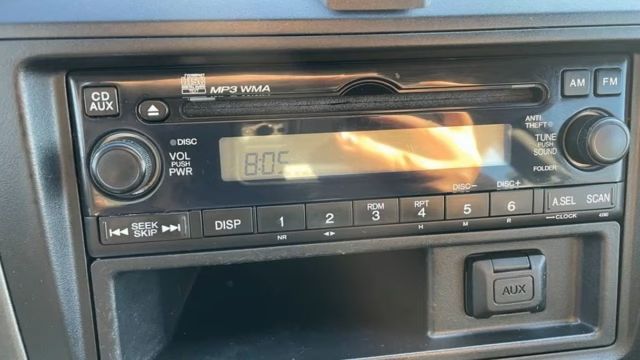 CD
AUX
MP3 WMA
AM
FM
DISC
VOL
PUSH
PWR
8:05
ANTI
THEFT
TUNE
PUSH
SOUND
FOLDER
SEEK
SKIP
DISP
1
2
RDM
3
RPT
4
DISC-
5
DISC+
6
A.SEL
SCAN
NR
H
M
R
CLOCK
AUX